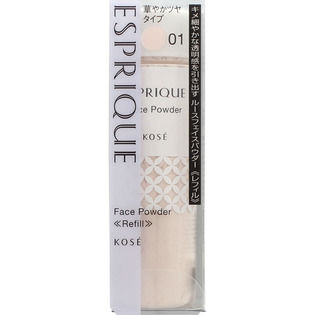 ESPRIQUE
華やかツヤ
タイプ
01
キメ細やかな透明感を引き出す ルースフェイスパウダー《レフィル》
SPRIQUE
ce Powder
KOSÉ
Face Powder
≪Refill≫
KOSÉ